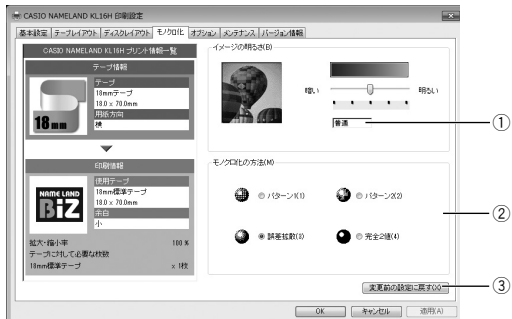 CASIO NAMELAND KL16H 印刷設定
基本設定 テープレイアウト ディスクレイアウト モノクロ化 オプション メンテナンス バージョン情報
CASIO NAMELAND KL16H プリント情報一覧
テープ情報
テープ
18mmテープ
18.0 x 70.0mm
用紙方向
横
18mm
印刷情報
使用テープ
18mm標準テープ
18.0 x 70.0mm
余白
小
NAME LAND
BiZ
拡大・縮小率 100 %
テープに対して必要な枚数
18mm標準テープ x 1枚
イメージの明るさ(B)
暗い 明るい
普通
①
モノクロ化の方法(M)
パターン1(1) パターン2(2)
誤差拡散(3) 完全2値(4)
②
変更前の設定に戻す(X)
③
OK キャンセル 適用(A)